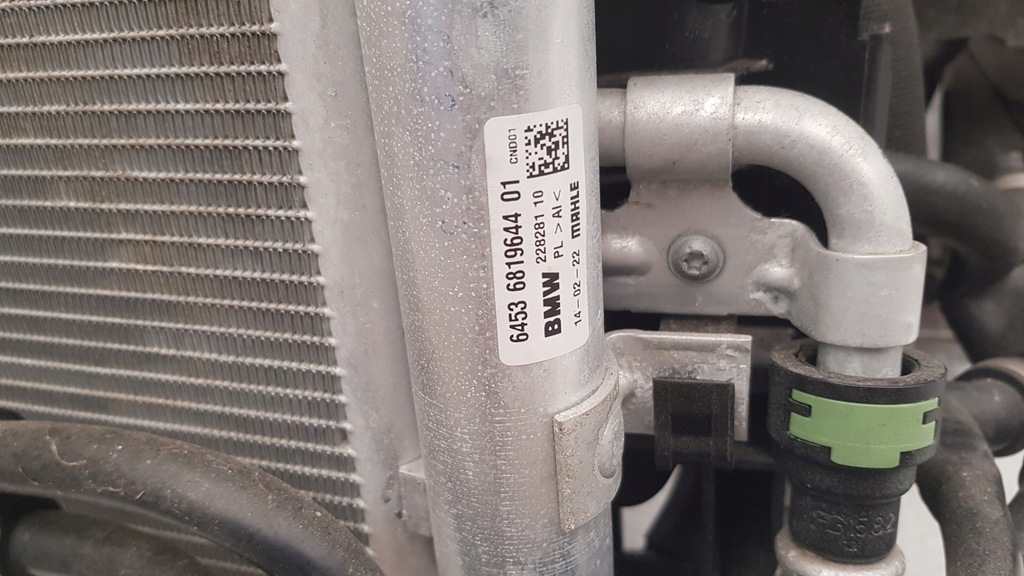 6453 6819644 01
BMW
228281 10
PL >Al<
14-02-22 MAHLE
CND01